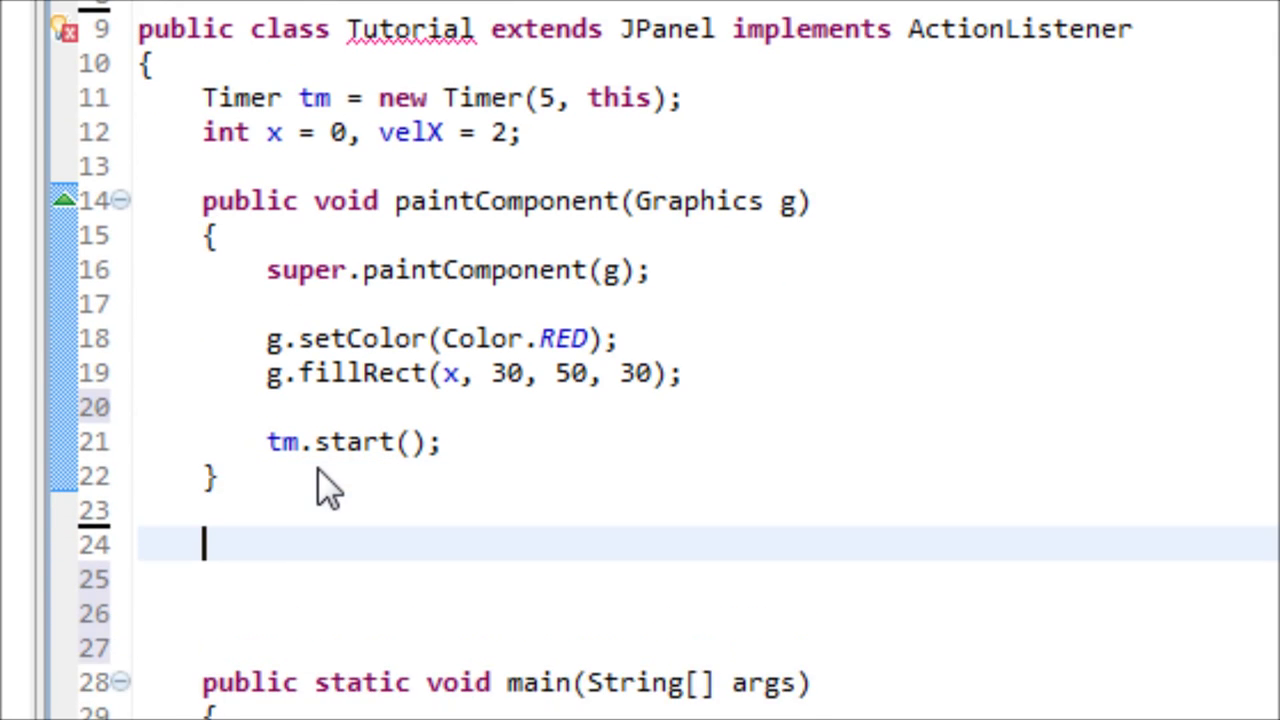 9 public class Tutorial extends JPanel implements ActionListener
10 {
11 Timer tm = new Timer(5, this);
12 int x = 0, velX = 2;
13
14 public void paintComponent(Graphics g)
15 {
16 super.paintComponent(g);
17
18 g.setColor(Color.RED);
19 g.fillRect(x, 30, 50, 30);
20
21 tm.start();
22 }
23
24
25
26
27
28 public static void main(String[] args)
29 {